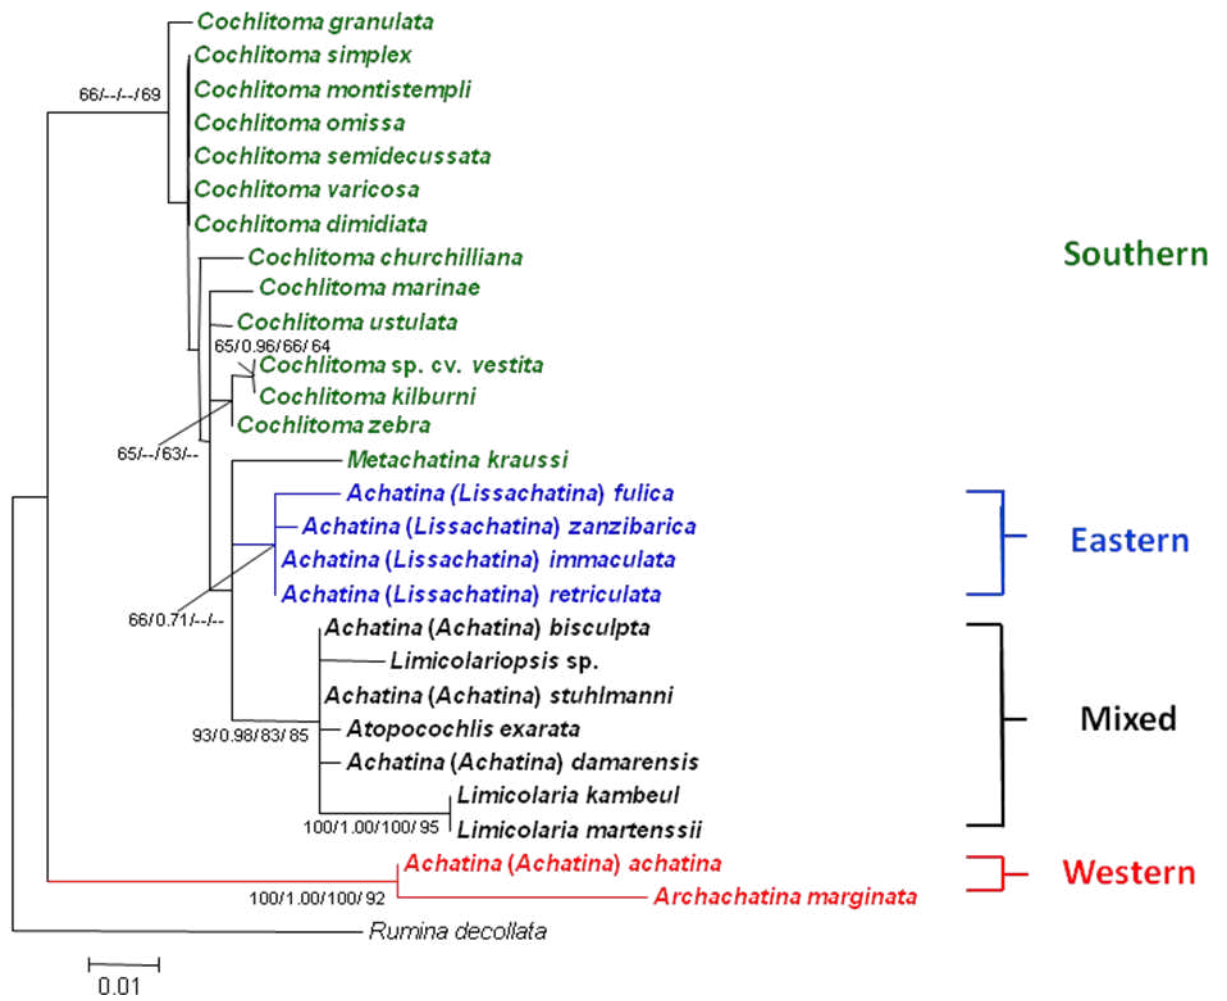 Cochlitoma granulata
Cochlitoma simplex
66/--/--/69
Cochlitoma montistempli
Cochlitoma omissa
Cochlitoma semidecussata
Cochlitoma varicosa
Cochlitoma dimidiata
Cochlitoma churchilliana
Southern
Cochlitoma marinae
Cochlitoma ustulata
65/0.96/66/64
Cochlitoma sp. cv. vestita
Cochlitoma kilburni
Cochlitoma zebra
65/--/63/--
Metachatina kraussi
Achatina (Lissachatina) fulica
Achatina (Lissachatina) zanzibarica
Eastern
Achatina (Lissachatina) immaculata
Achatina (Lissachatina) retriculata
66/0.71/--/--
Achatina (Achatina) bisculpta
Limicolariopsis sp.
Achatina (Achatina) stuhlmanni
Mixed
Atopocochlis exarata
93/0.98/83/85
Achatina (Achatina) damarensis
Limicolaria kambeul
100/1.00/100/95
Limicolaria martenssii
Achatina (Achatina) achatina
Western
100/1.00/100/92
Archachatina marginata
Rumina decollata
0.01